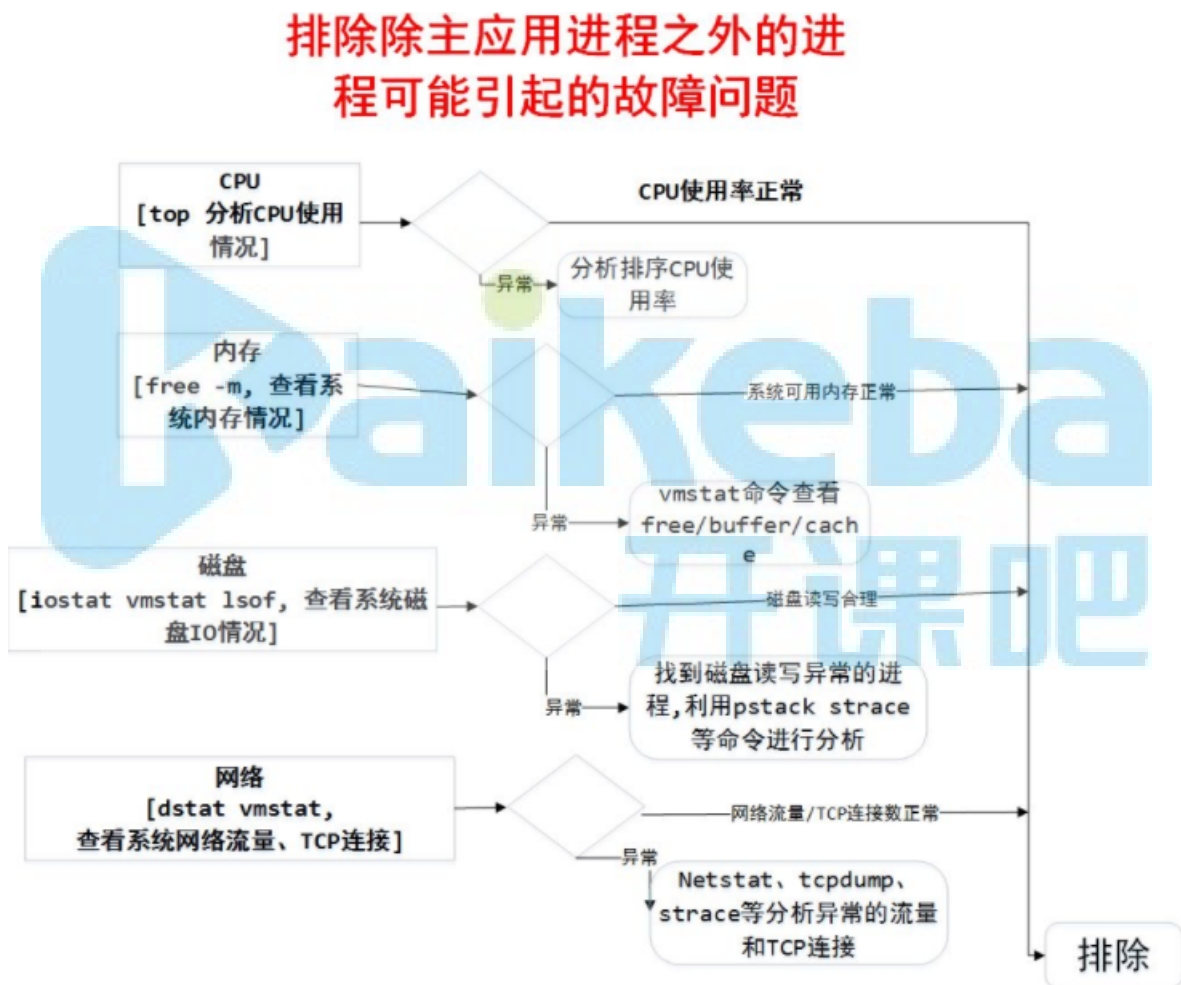 排除除主应用进程之外的进
程可能引起的故障问题
CPU
[top 分析CPU使用
情况]
CPU使用率正常
异常
分析排序CPU使
用率
内存
[free -m, 查看系
统内存情况]
系统可用内存正常
异常
vmstat命令查看
free/buffer/cach
e
磁盘
[iostat vmstat lsof, 查看系统磁
盘IO情况]
磁盘读写合理
异常
找到磁盘读写异常的进
程,利用pstack strace
等命令进行分析
网络
[dstat vmstat,
查看系统网络流量、TCP连接]
网络流量/TCP连接数正常
异常
Netstat、tcpdump、
strace等分析异常的流量
和TCP连接
排除
kaikeba
开课吧